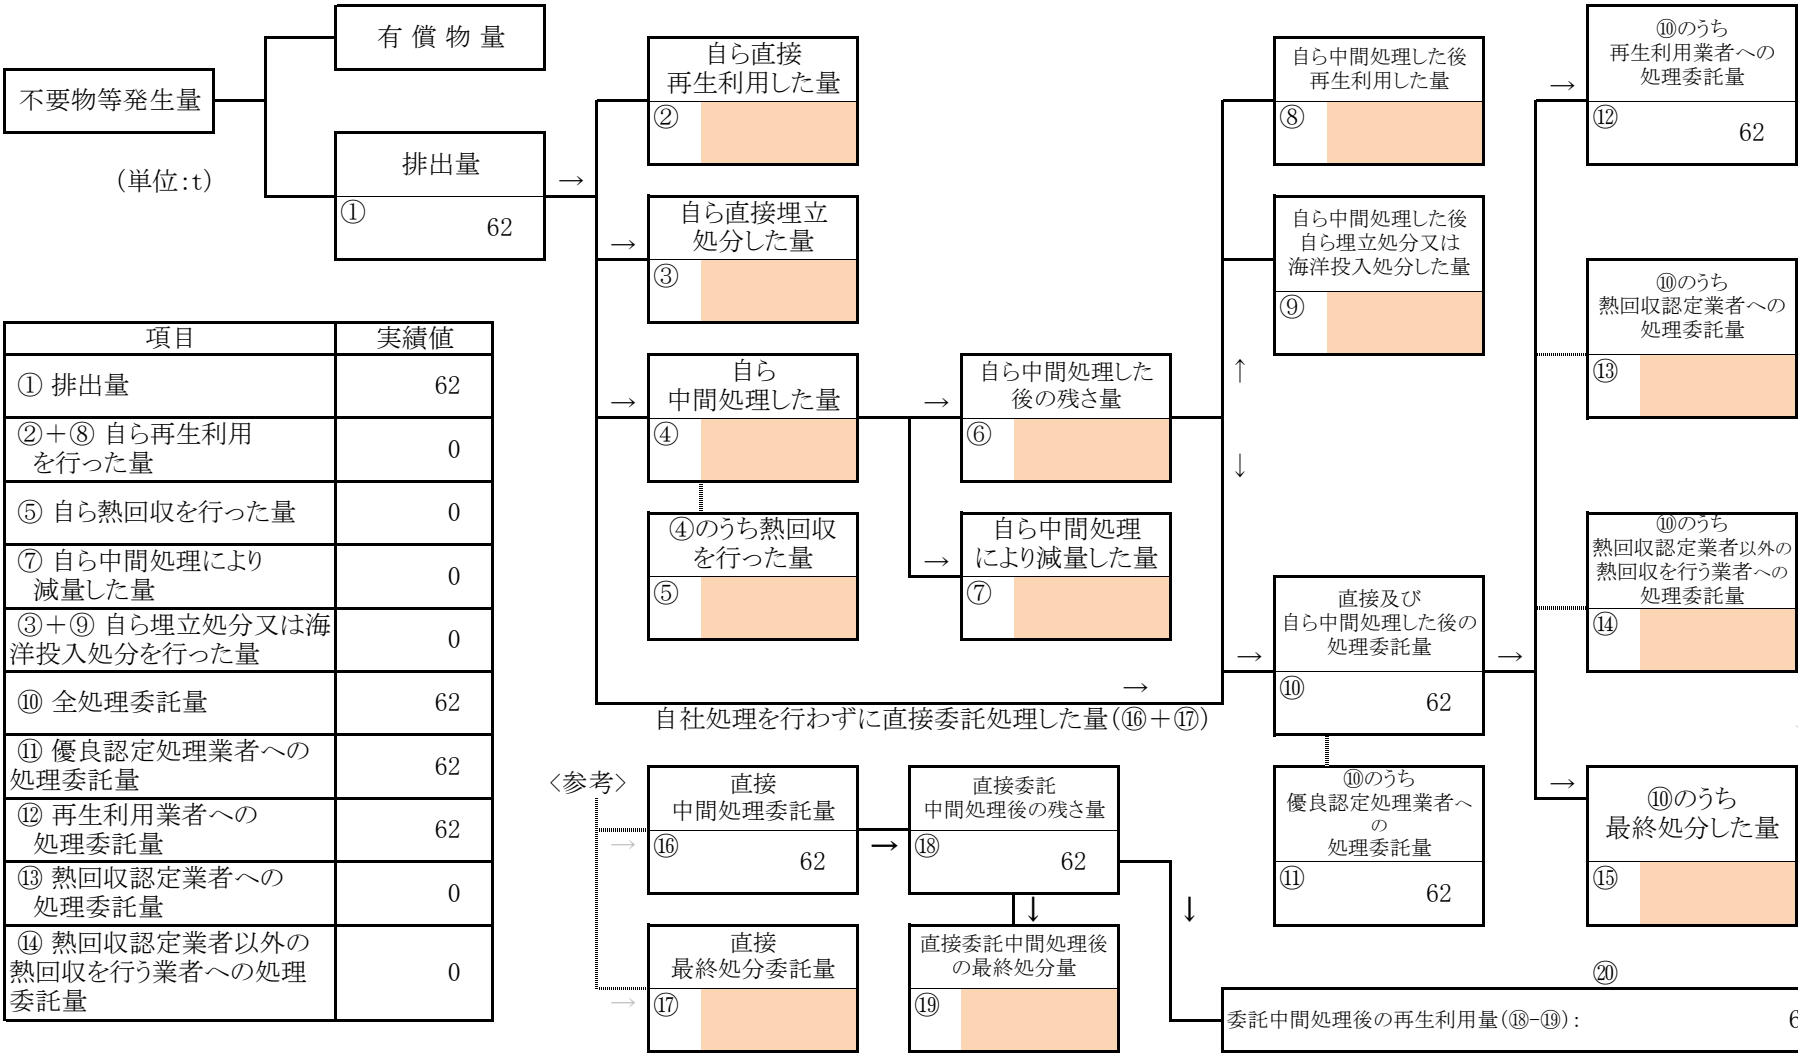 不要物等発生量
(単位:t)
有 償 物 量
排出量
①
62
→
自ら直接
再生利用した量
②
→
自ら直接埋立
処分した量
③
→
自ら
中間処理した量
④
④のうち熱回収
を行った量
⑤
→
自ら中間処理した
後の残さ量
⑥
→
自ら中間処理
により減量した量
⑦
自ら中間処理した後
再生利用した量
⑧
自ら中間処理した後
自ら埋立処分又は
海洋投入処分した量
⑨
↑
↓
→
自社処理を行わずに直接委託処理した量(⑯+⑰)
→
直接及び
自ら中間処理した後の
処理委託量
⑩
62
→
⑩のうち
優良認定処理業者へ
の
処理委託量
⑪
62
→
⑩のうち
再生利用業者への
処理委託量
⑫
62
⑩のうち
熱回収認定業者への
処理委託量
⑬
⑩のうち
熱回収認定業者以外の
熱回収を行う業者への
処理委託量
⑭
→
⑩のうち
最終処分した量
⑮
項目 実績値
① 排出量 62
②+⑧ 自ら再生利用
を行った量 0
⑤ 自ら熱回収を行った量 0
⑦ 自ら中間処理により
減量した量 0
③+⑨ 自ら埋立処分又は海
洋投入処分を行った量 0
⑩ 全処理委託量 62
⑪ 優良認定処理業者への
処理委託量 62
⑫ 再生利用業者への
処理委託量 62
⑬ 熱回収認定業者への
処理委託量 0
⑭ 熱回収認定業者以外の
熱回収を行う業者への処理
委託量 0
<参考>
→
直接
中間処理委託量
⑯
62
→
直接委託
中間処理後の残さ量
⑱
62
↓
↓
→
直接
最終処分委託量
⑰
直接委託中間処理後
の最終処分量
⑲
⑳
委託中間処理後の再生利用量(⑱-⑲):